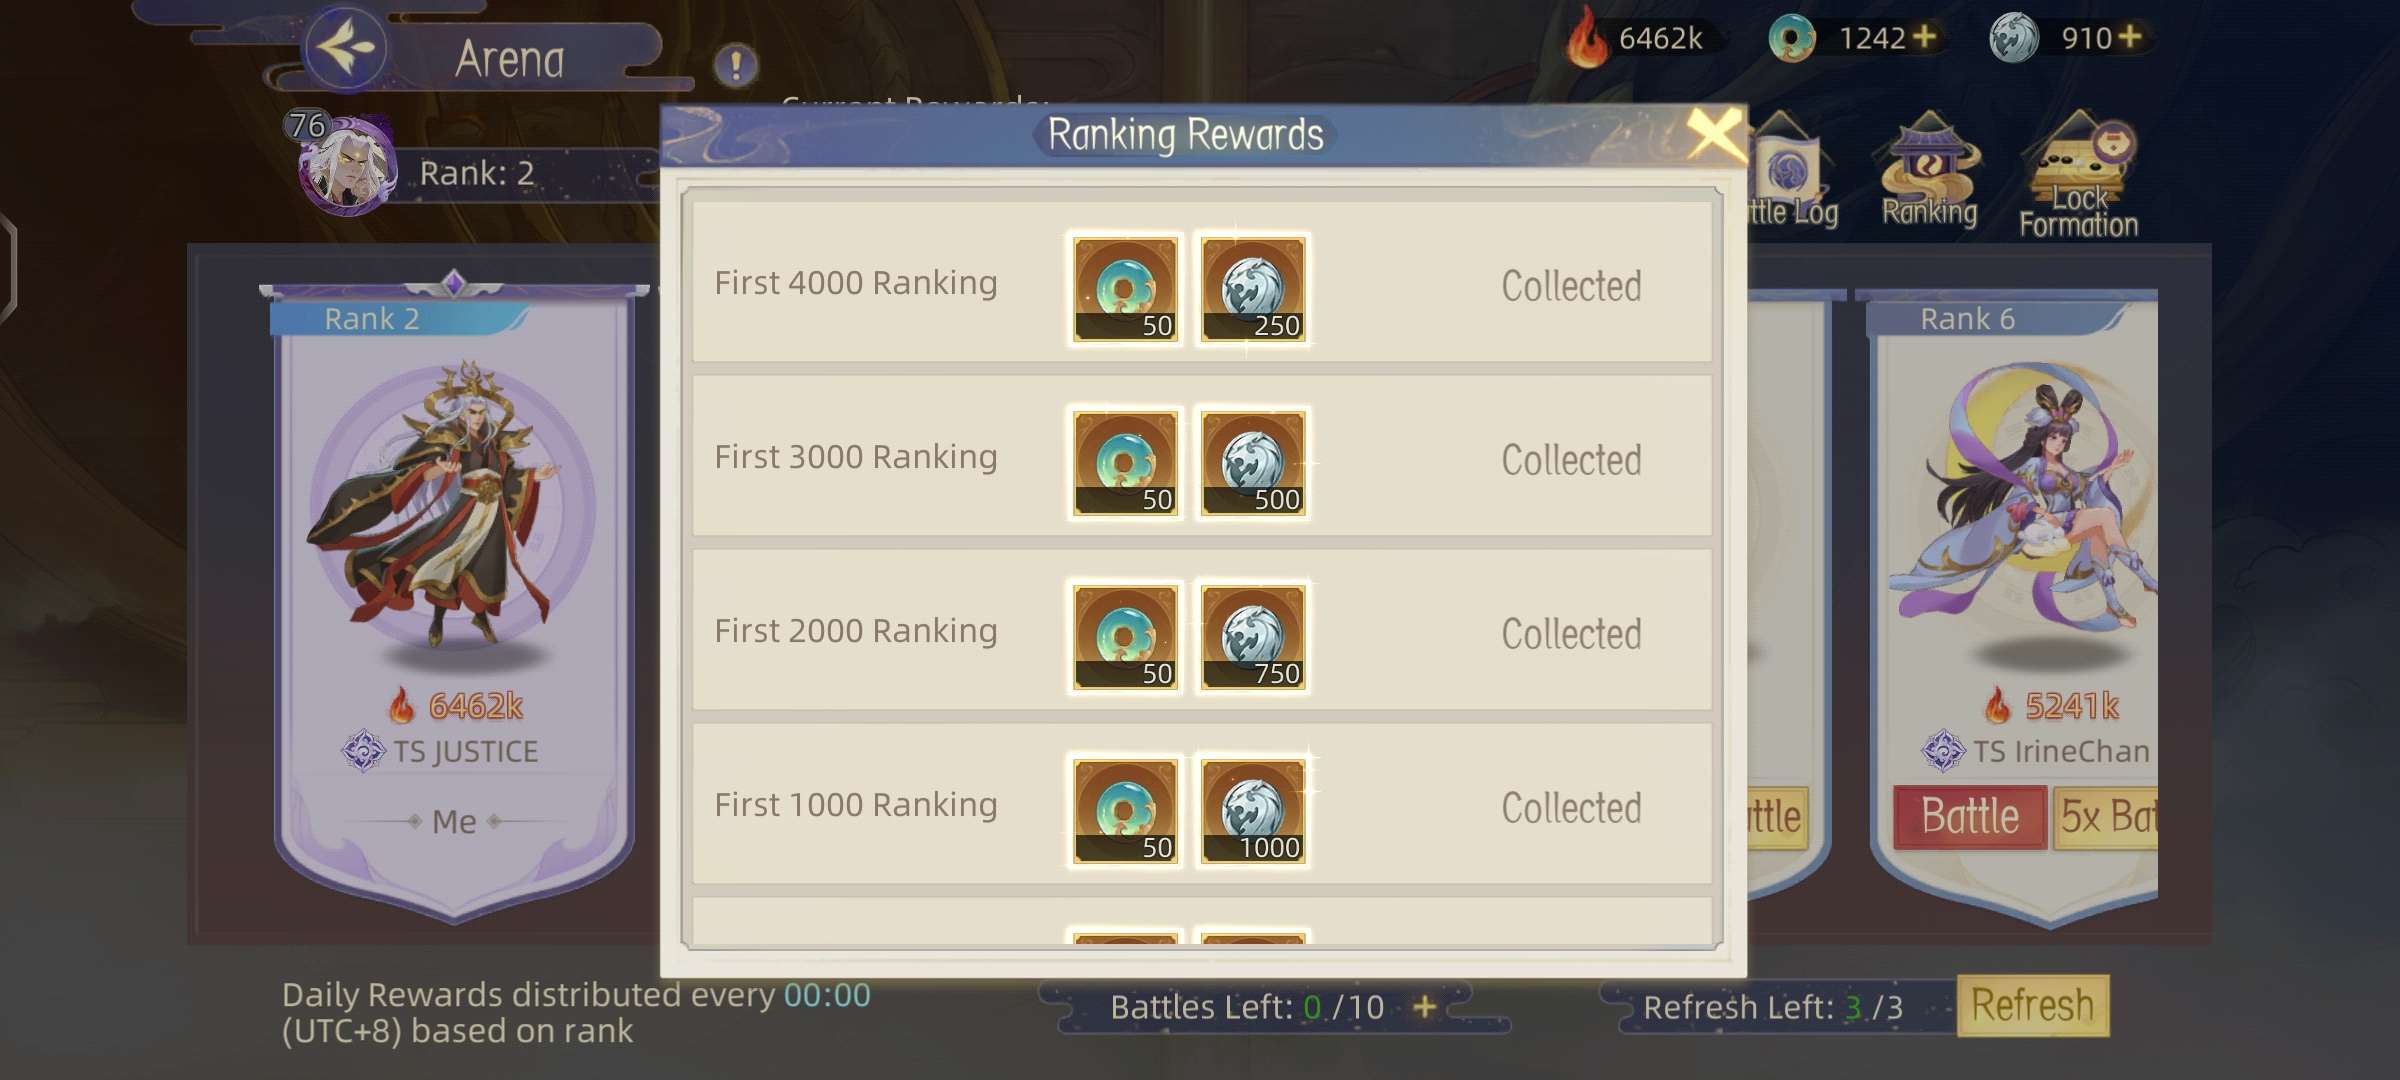 Arena
!
6462k
1242
910
76
Rank: 2
Current Rewards:
Ranking Rewards
ttle Log
Ranking
Lock
Formation
First 4000 Ranking
50
250
Collected
First 3000 Ranking
50
500
Collected
First 2000 Ranking
50
750
Collected
First 1000 Ranking
50
1000
Collected
Rank 2
6462k
TS JUSTICE
Me
Rank 6
5241k
TS IrineChan
ttle
Battle
5x Bat
Daily Rewards distributed every 00:00
(UTC+8) based on rank
Battles Left: 0 /10 +
Refresh Left: 3 /3
Refresh